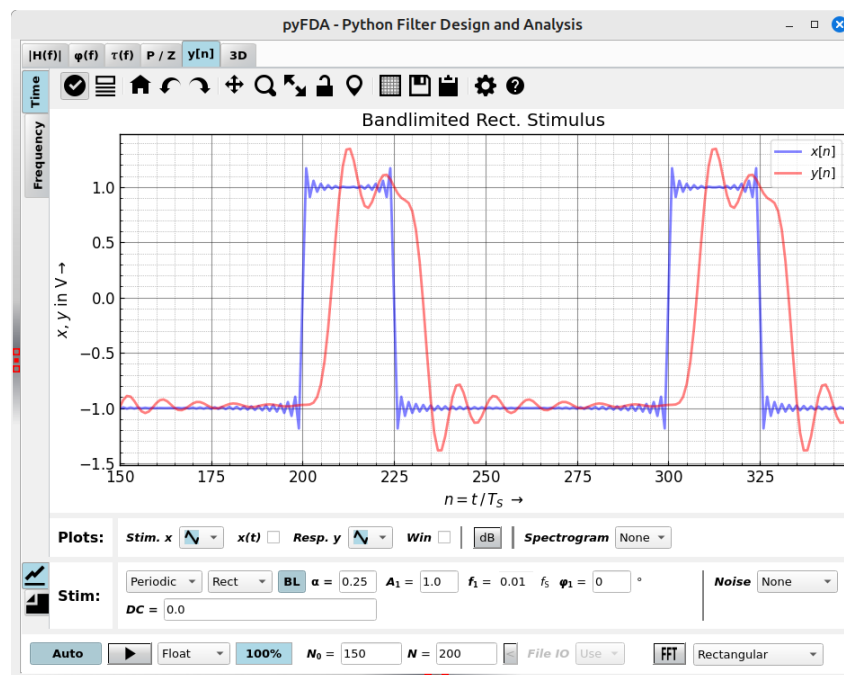 pyFDA - Python Filter Design and Analysis
|H(f)| φ(f) τ(f) P / Z y[n] 3D
Time
Frequency
Bandlimited Rect. Stimulus
x[n]
y[n]
1.0
0.5
0.0
−0.5
−1.0
−1.5
x, y in V →
150 175 200 225 250 275 300 325
n = t / T_S →
Plots: Stim. x x(t) Resp. y Win dB Spectrogram None
Stim: Periodic Rect BL α = 0.25 A₁ = 1.0 f₁ = 0.01 f_S φ₁ = 0 ° Noise None
DC = 0.0
Auto Float 100% N₀ = 150 N = 200 < File IO Use FFT Rectangular